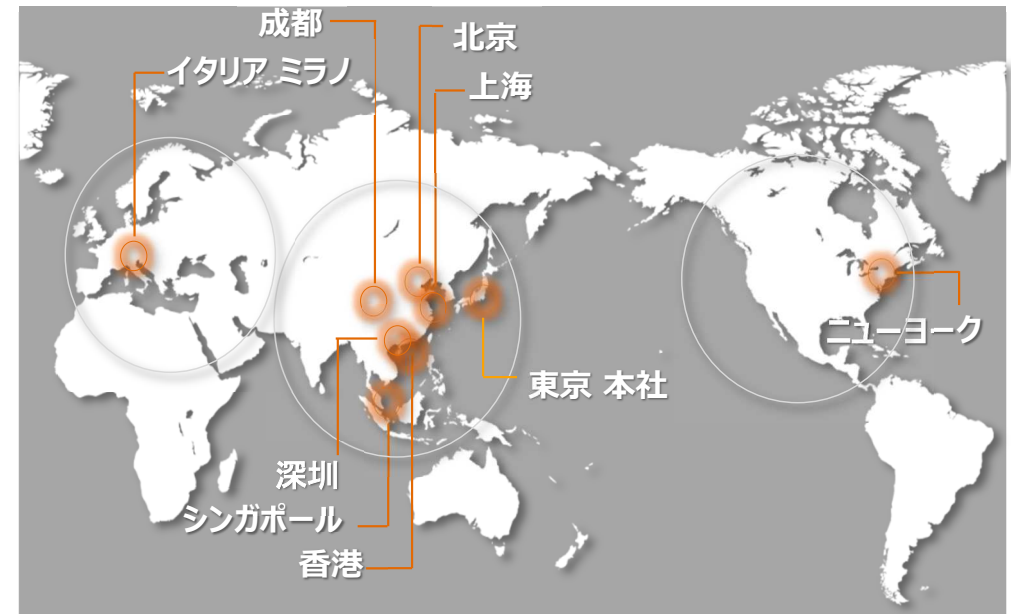 成都
北京
イタリア ミラノ
上海
ニューヨーク
東京 本社
深圳
シンガポール
香港